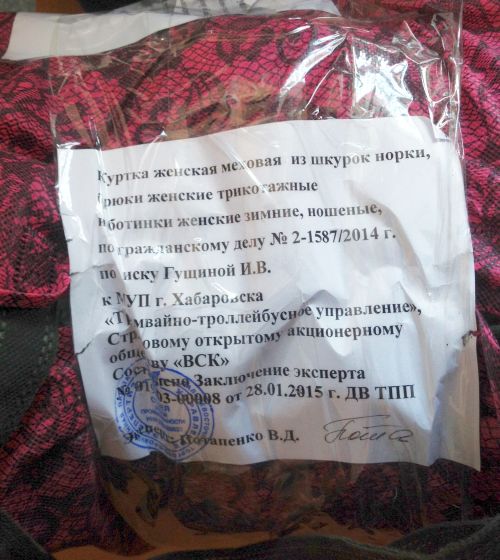 Куртка женская меховая из шкурок норки,
брюки женские трикотажные
и ботинки женские зимние, ношеные,
по гражданскому делу № 2-1587/2014 г.
по иску Гущиной И.В.
к МУП г. Хабаровска
«Трамвайно-троллейбусное управление»,
Страховому открытому акционерному
обществу «ВСК»
Заключение эксперта
03-00008 от 28.01.2015 г. ДВ ТПП
Эксперт Потапенко В.Д.